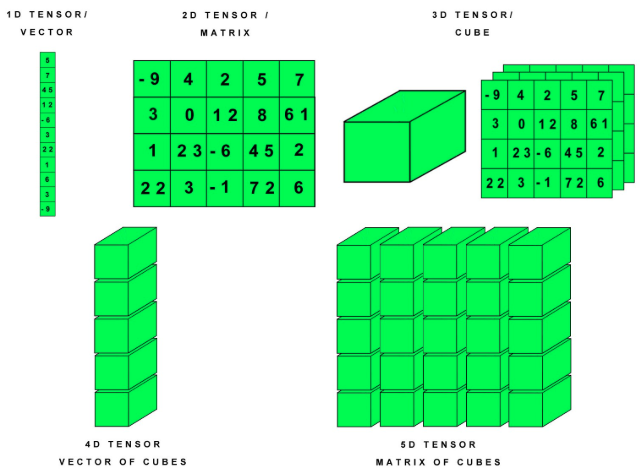 1D TENSOR/
VECTOR
5
7
45
12
-6
3
22
1
6
3
-9
2D TENSOR /
MATRIX
-9 4 2 5 7
3 0 12 8 61
1 23 -6 45 2
22 3 -1 72 6
3D TENSOR/
CUBE
-9 4 2 5 7
3 0 12 8 61
1 23 -6 45 2
22 3 -1 72 6
4D TENSOR
VECTOR OF CUBES
5D TENSOR
MATRIX OF CUBES